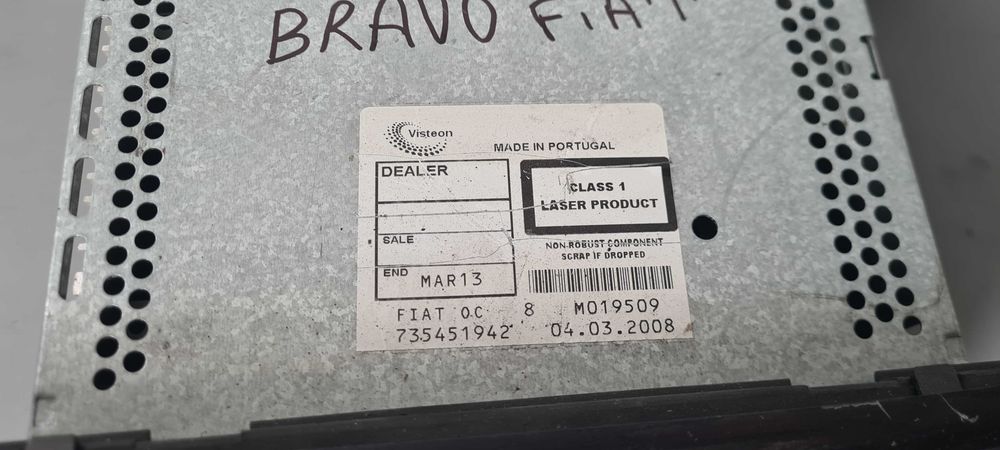 BRAVO FIAT
Visteon
MADE IN PORTUGAL
DEALER
CLASS 1
LASER PRODUCT
SALE
NON-ROBUST COMPONENT
SCRAP IF DROPPED
END MAR13
FIAT OC 8 M019509
735451942 04.03.2008